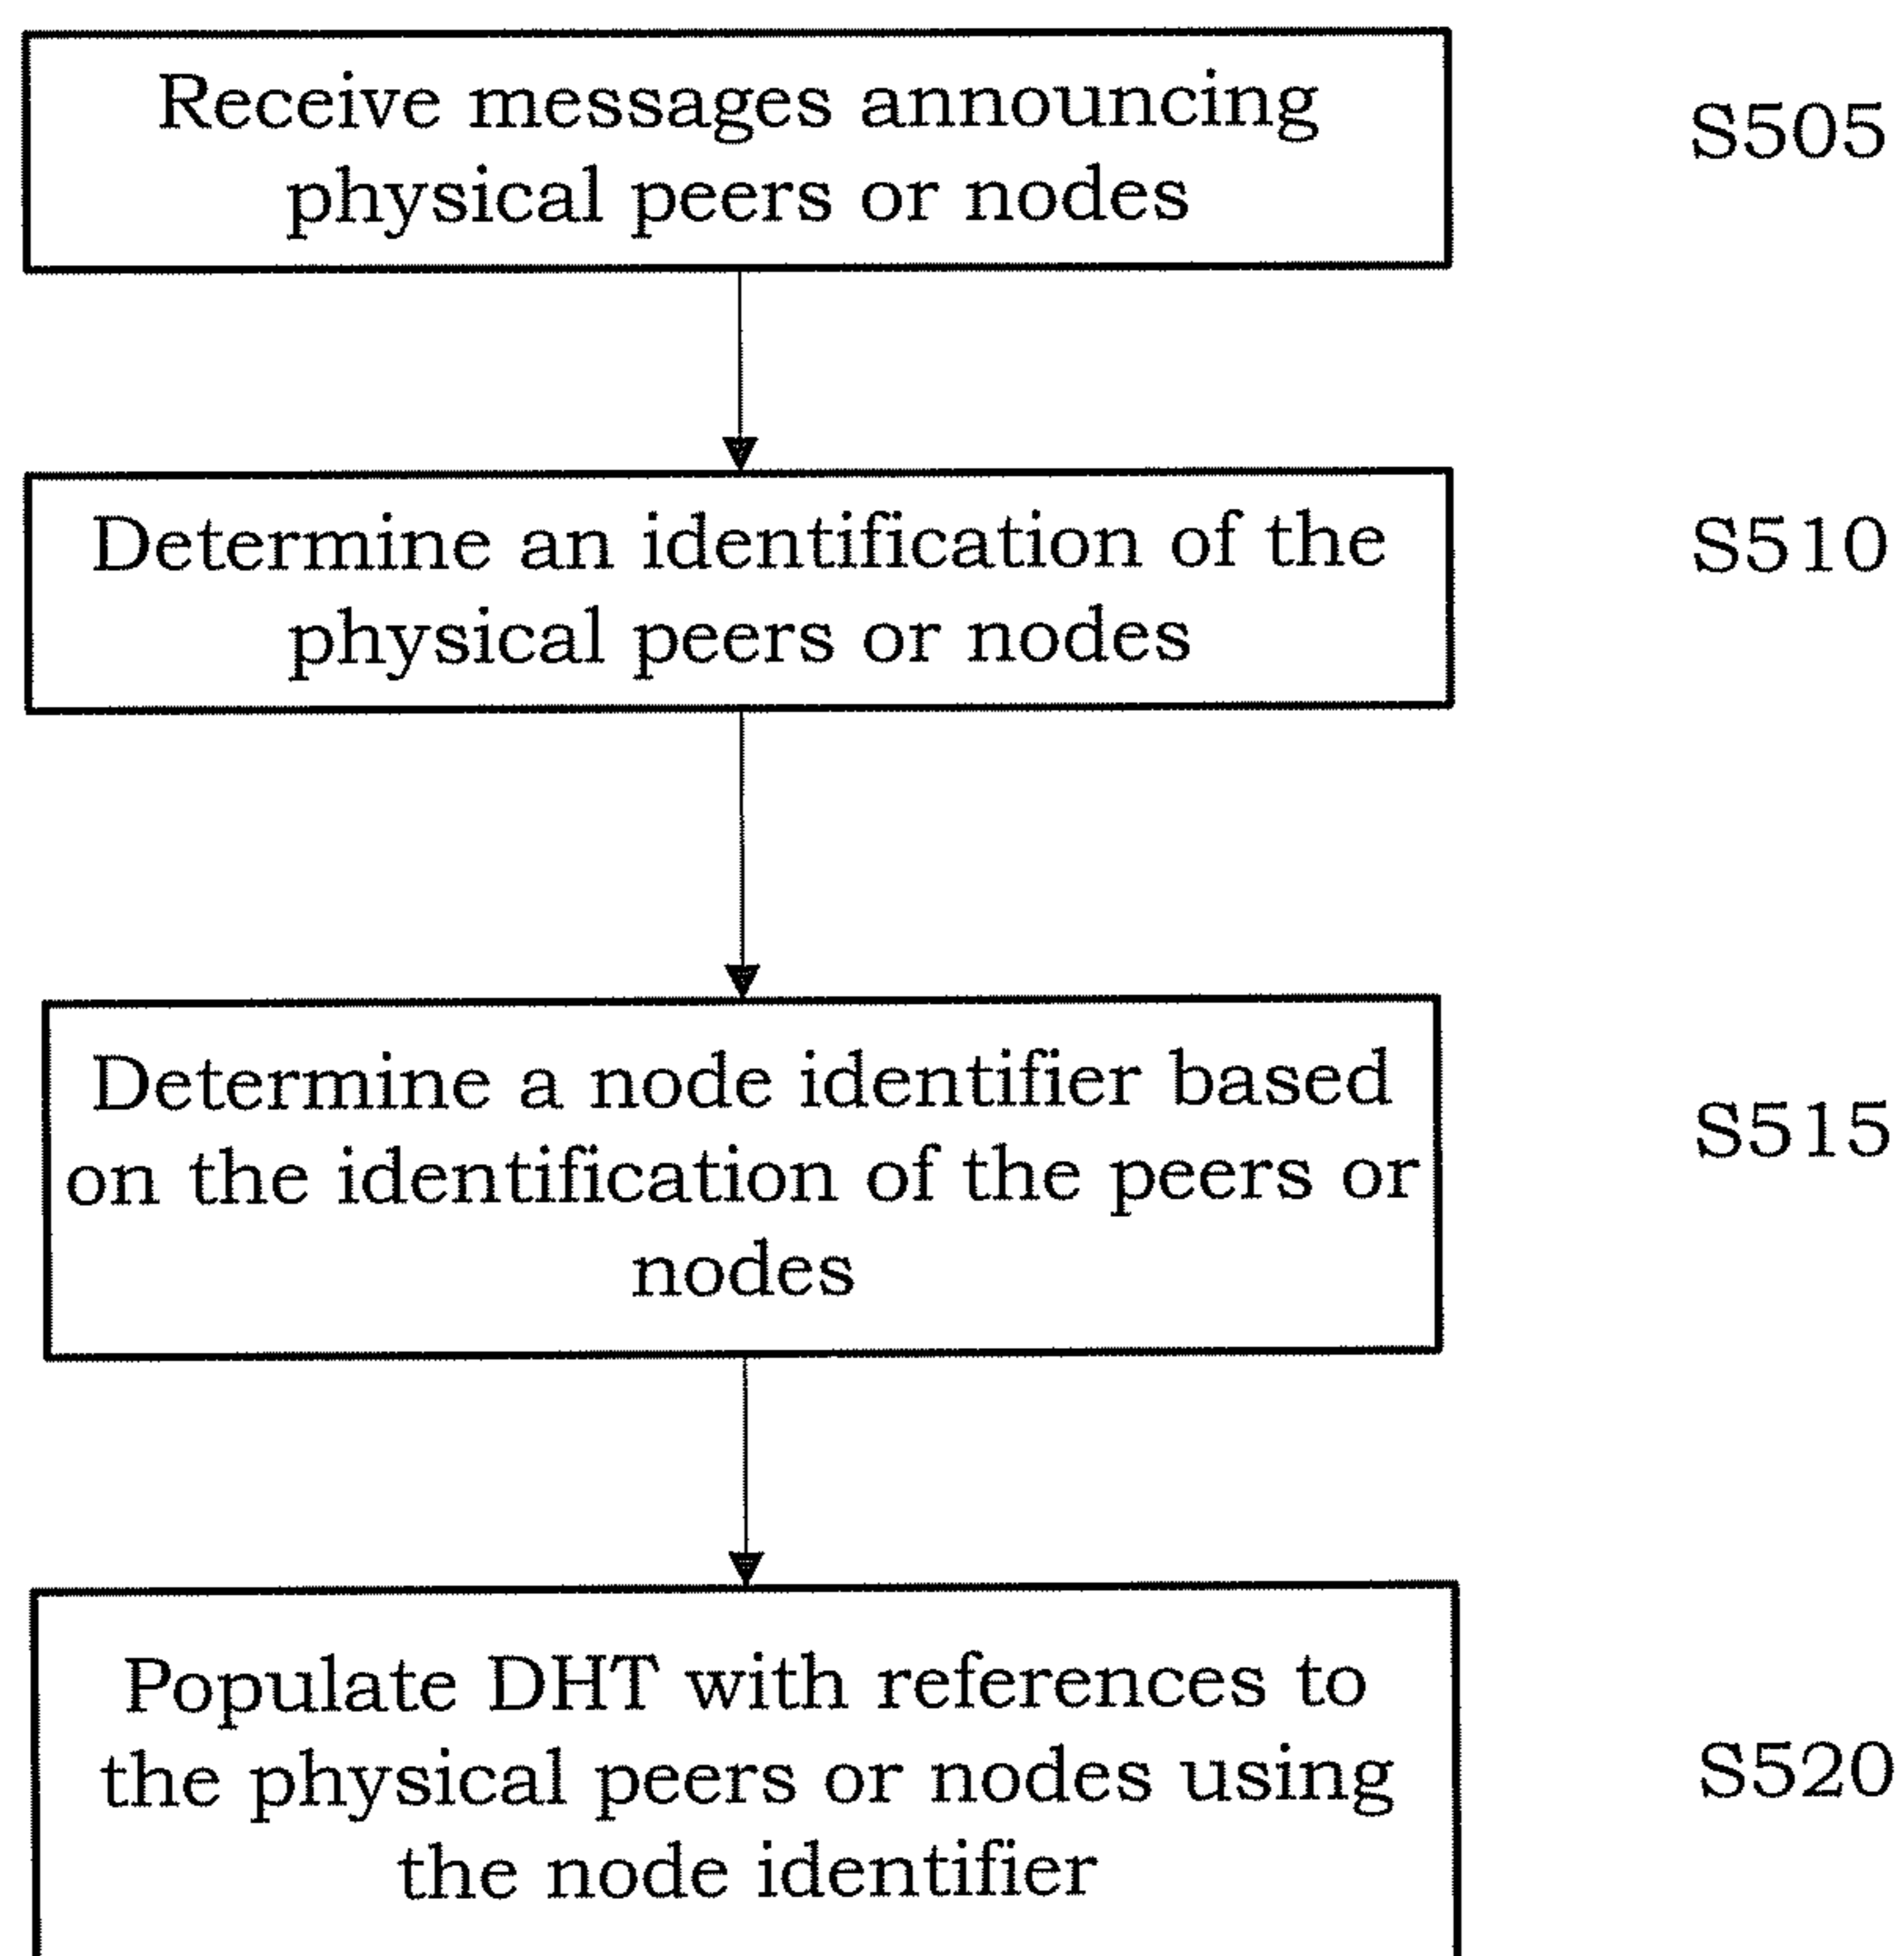 Receive messages announcing
physical peers or nodes
S505
Determine an identification of the
physical peers or nodes
S510
Determine a node identifier based
on the identification of the peers or
nodes
S515
Populate DHT with references to
the physical peers or nodes using
the node identifier
S520